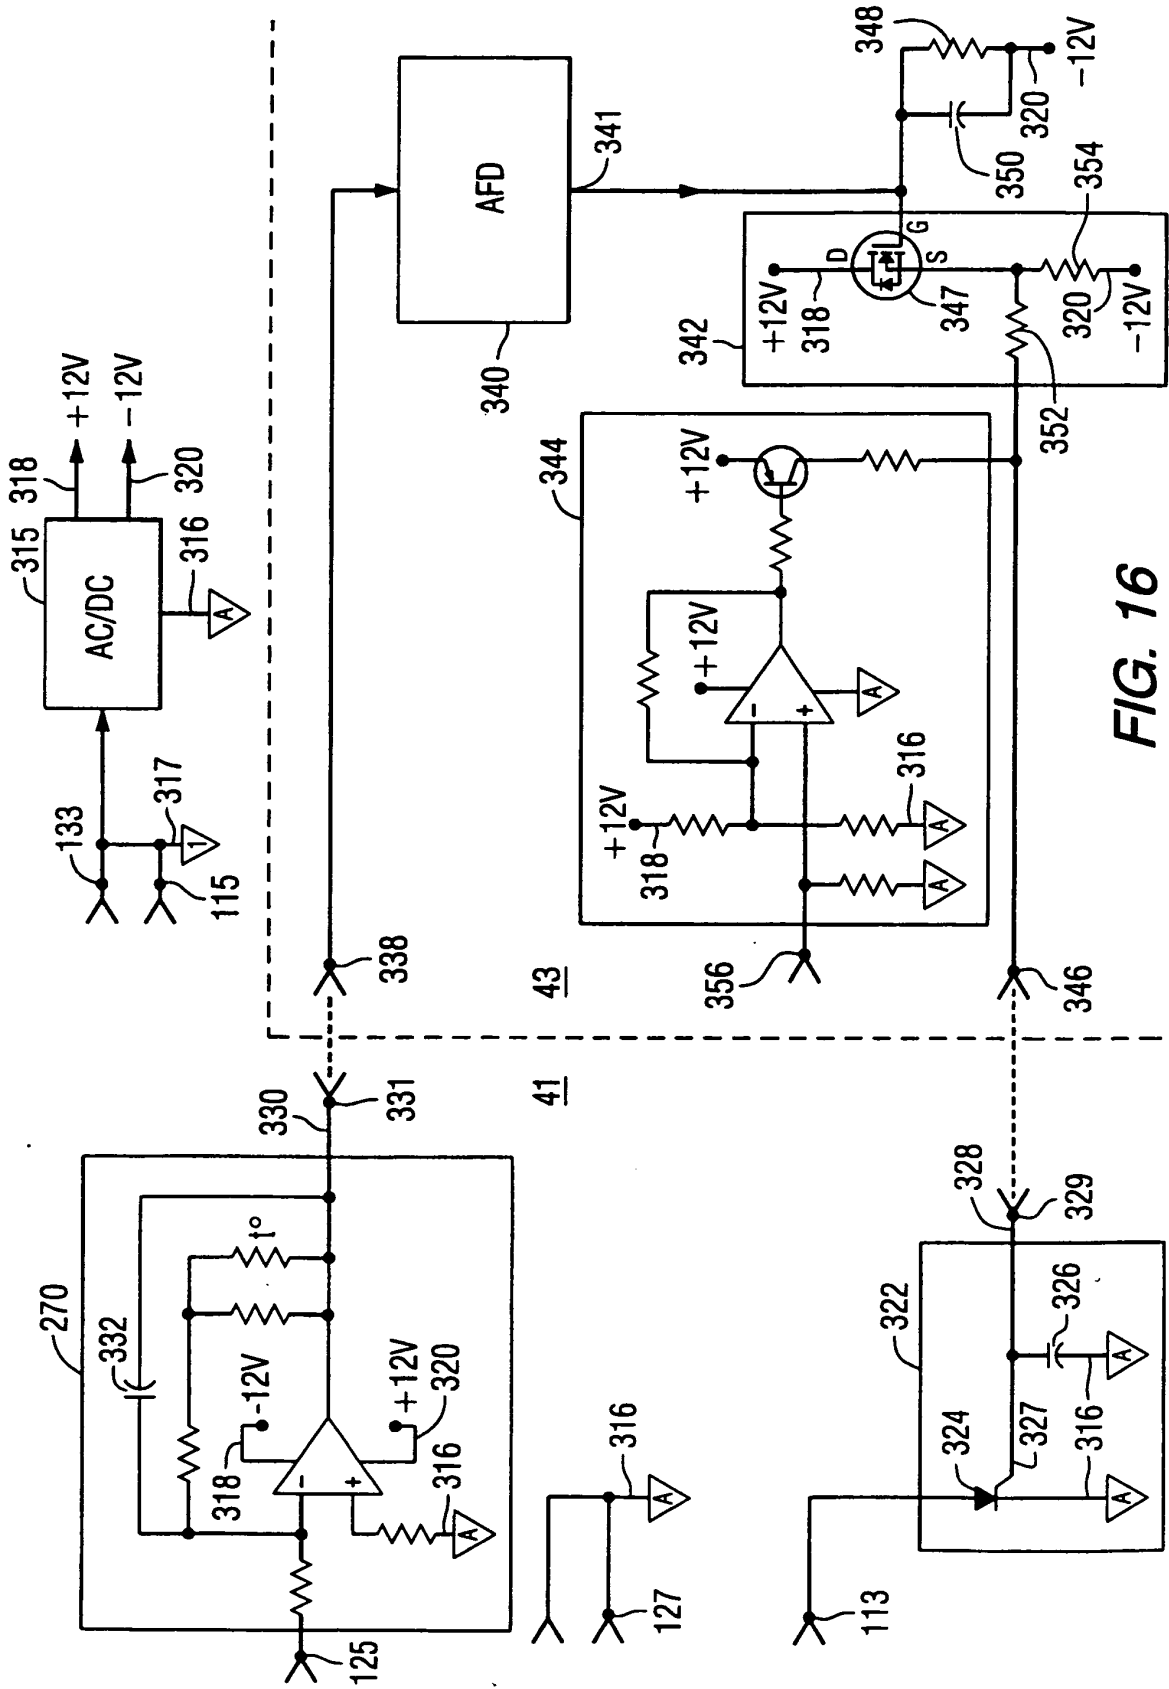 133
115
317
1
315
AC/DC
318
+12V
320
-12V
316
A
270
332
t°
318
-12V
+12V
320
316
A
125
330
331
338
341
AFD
340
41
43
127
316
A
344
+12V
318
316
A
A
+12V
A
-
+
356
+12V
342
+12V
318
D
G
S
347
352
354
320
-12V
348
350
320
-12V
346
113
322
324
327
326
316
A
A
328
329
-
+
FIG. 16